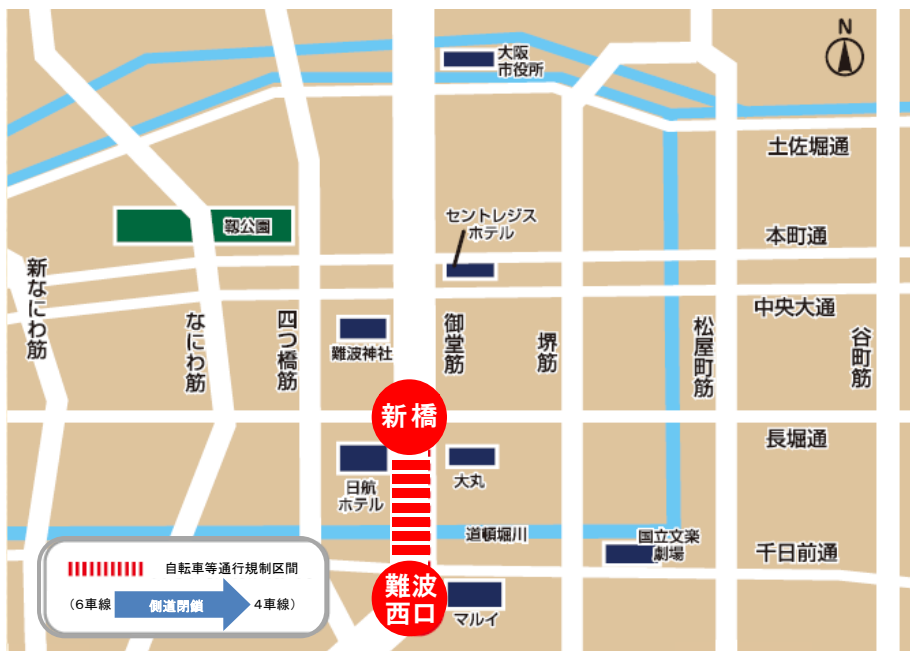 N
大阪
市役所
土佐堀通
靱公園
セントレジス
ホテル
本町通
新なにわ筋
なにわ筋
四つ橋筋
難波神社
御堂筋
堺筋
松屋町筋
中央大通
谷町筋
新橋
長堀通
日航
ホテル
大丸
道頓堀川
国立文楽
劇場
千日前通
難波
西口
マルイ
自転車等通行規制区間
(6車線 側道閉鎖 4車線)